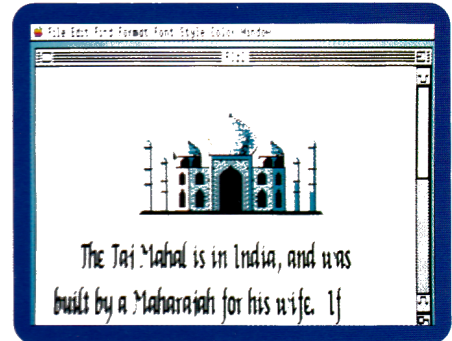 File Edit Find Format Font Style Color Window
The Taj Mahal is in India, and was
built by a Maharajah for his wife. If